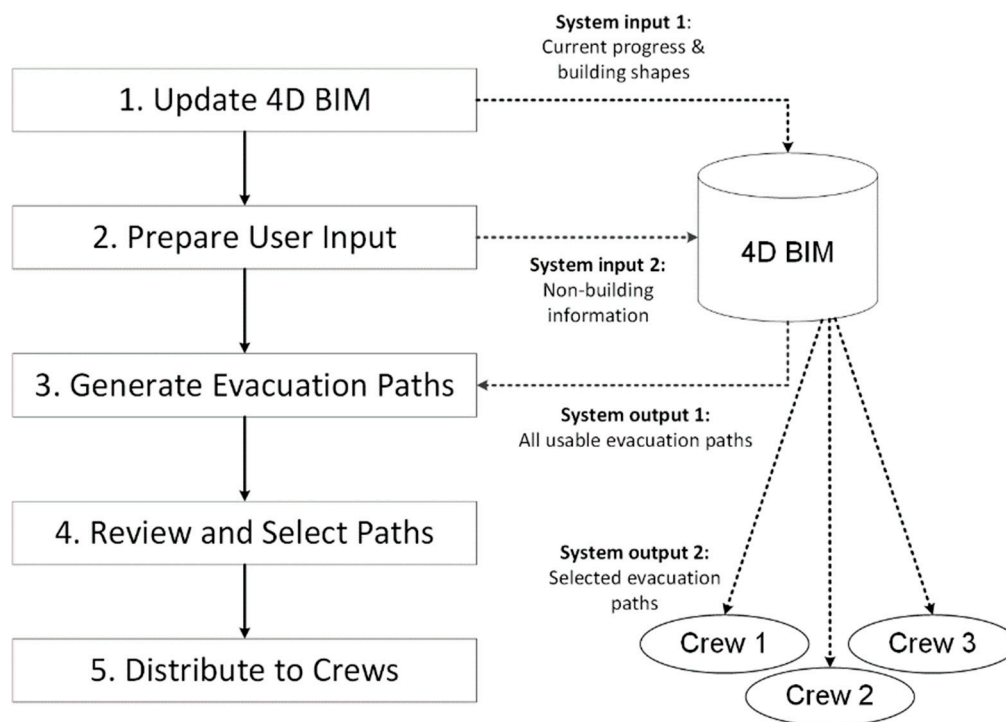 System input 1:
Current progress &
building shapes
1. Update 4D BIM
2. Prepare User Input
4D BIM
System input 2:
Non-building
information
3. Generate Evacuation Paths
System output 1:
All usable evacuation paths
4. Review and Select Paths
System output 2:
Selected evacuation
paths
Crew 1
Crew 3
5. Distribute to Crews
Crew 2